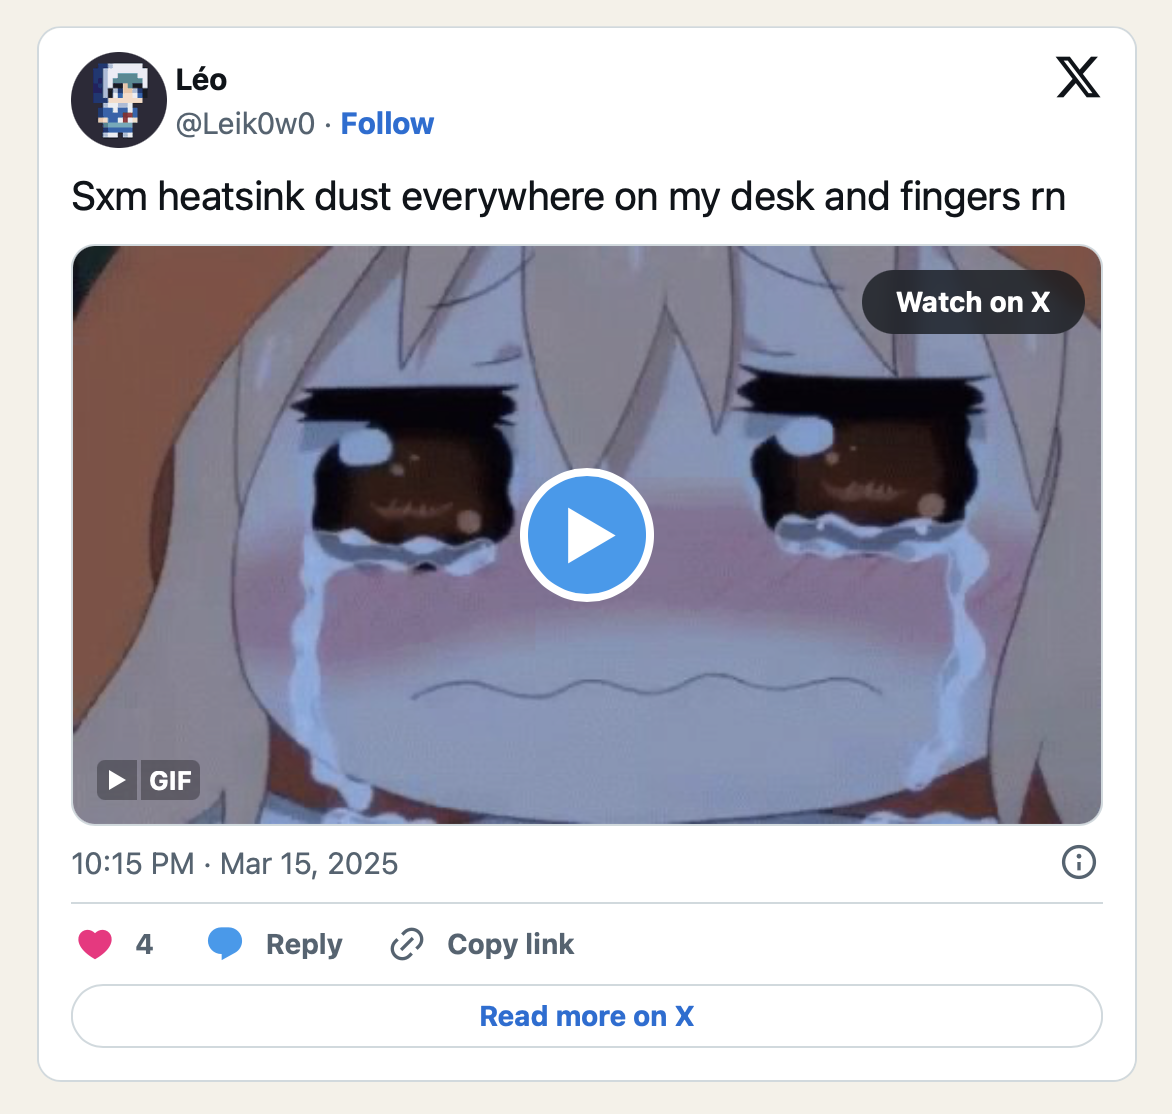 Léo
@Leik0w0 · Follow
Sxm heatsink dust everywhere on my desk and fingers rn
Watch on X
GIF
10:15 PM · Mar 15, 2025
4 Reply Copy link
Read more on X